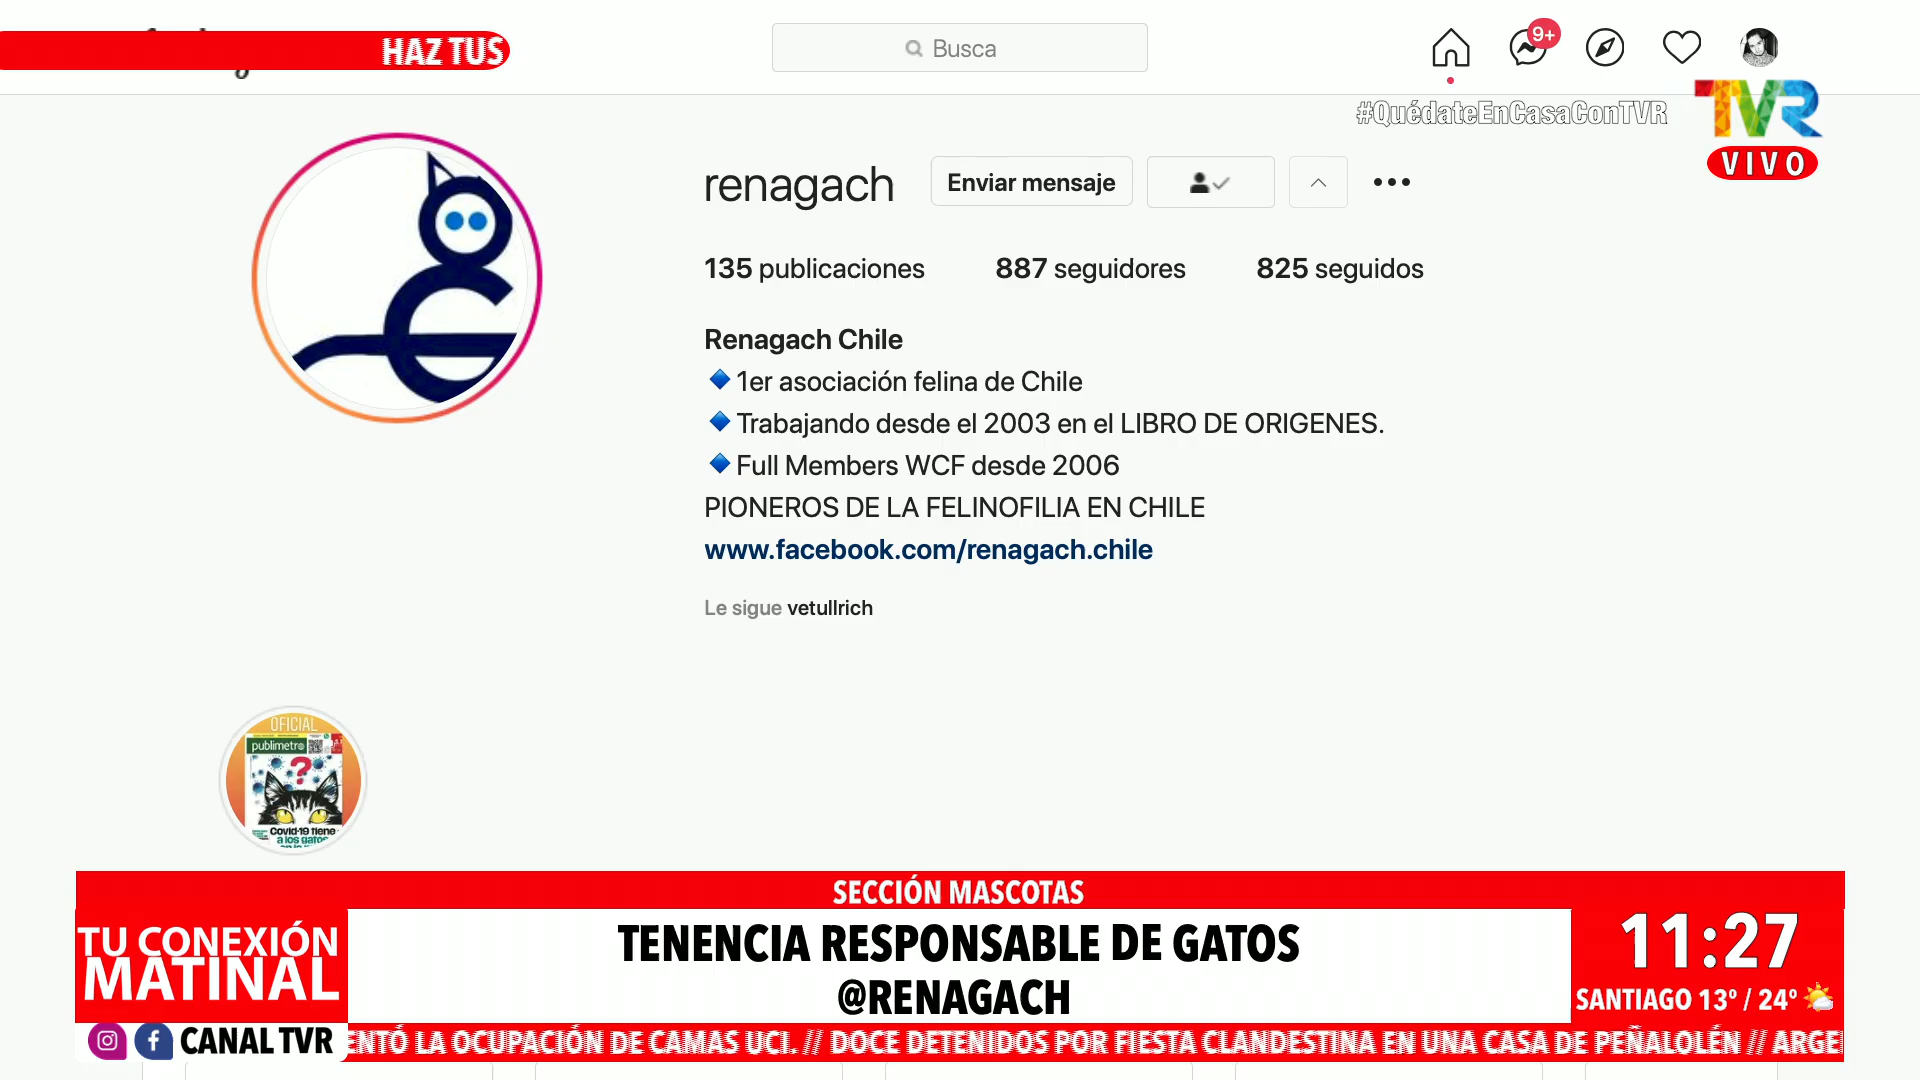 HAZ TUS
Busca
9+
#QuédateEnCasaConTVR
TVR
VIVO
renagach
Enviar mensaje
135 publicaciones
887 seguidores
825 seguidos
Renagach Chile
1er asociación felina de Chile
Trabajando desde el 2003 en el LIBRO DE ORIGENES.
Full Members WCF desde 2006
PIONEROS DE LA FELINOFILIA EN CHILE
www.facebook.com/renagach.chile
Le sigue vetullrich
OFICIAL
publimetro
?
Covid-19 tiene
a los gatos
SECCIÓN MASCOTAS
TU CONEXIÓN
MATINAL
TENENCIA RESPONSABLE DE GATOS
@RENAGACH
11:27
SANTIAGO 13º / 24º
CANAL TVR
ENTÓ LA OCUPACIÓN DE CAMAS UCI. // DOCE DETENIDOS POR FIESTA CLANDESTINA EN UNA CASA DE PEÑALOLÉN // ARGE